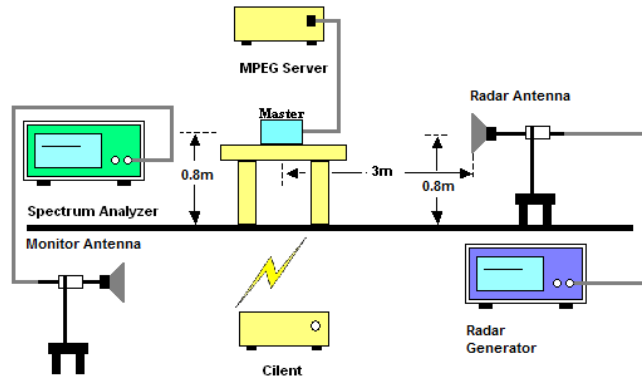 MPEG Server
Radar Antenna
Master
0.8m
3m
0.8m
Spectrum Analyzer
Monitor Antenna
Radar
Generator
Cilent